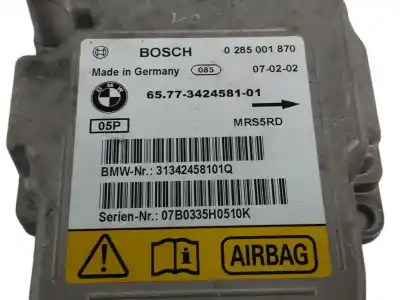 BOSCH 0 285 001 870
Made in Germany 085 07-02-02
65.77-3424581-01
05P MRS5RD
BMW-Nr.: 31342458101Q
Serien-Nr.: 07B0335H0510K
AIRBAG